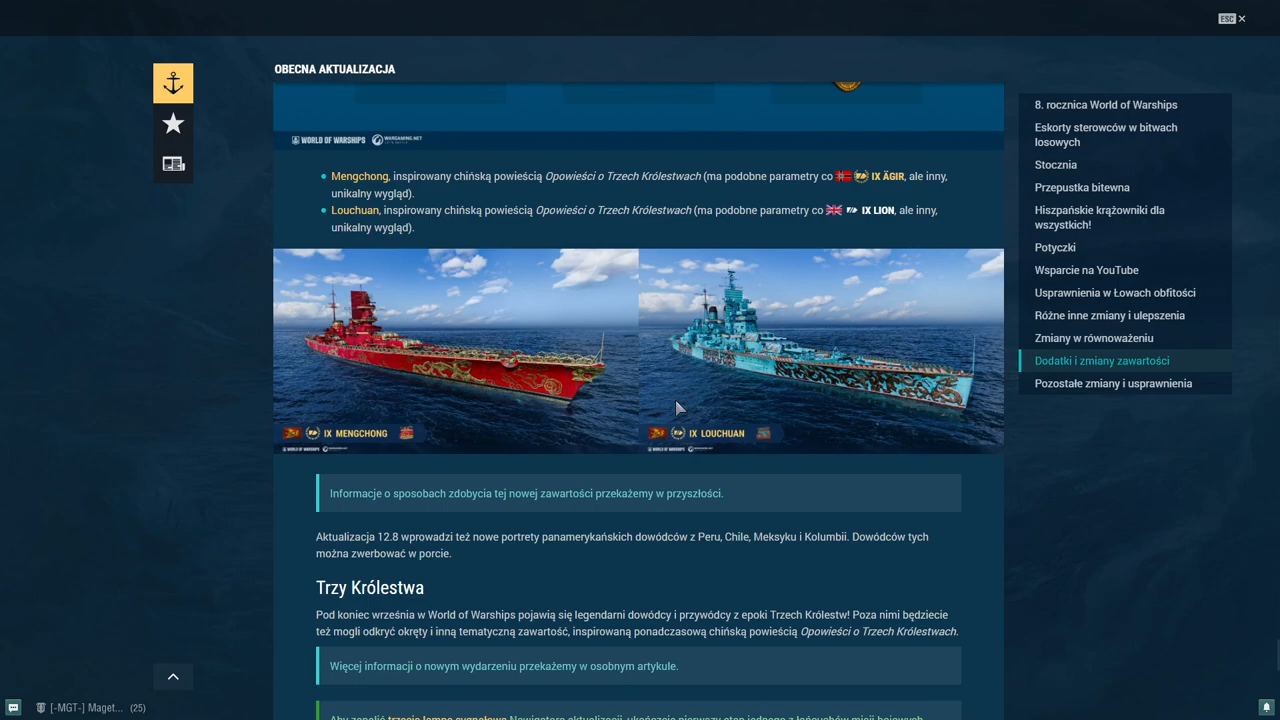 ESC
OBECNA AKTUALIZACJA
WORLD OF WARSHIPS WARGAMING.NET
Mengchong, inspirowany chińską powieścią Opowieści o Trzech Królestwach (ma podobne parametry co IX ÄGIR, ale inny,
unikalny wygląd).
Louchuan, inspirowany chińską powieścią Opowieści o Trzech Królestwach (ma podobne parametry co IX LION, ale inny,
unikalny wygląd).
IX MENGCHONG
IX LOUCHUAN
WORLD OF WARSHIPS
WORLD OF WARSHIPS
Informacje o sposobach zdobycia tej nowej zawartości przekażemy w przyszłości.
Aktualizacja 12.8 wprowadzi też nowe portrety panamerykańskich dowódców z Peru, Chile, Meksyku i Kolumbii. Dowódców tych
można zwerbować w porcie.
Trzy Królestwa
Pod koniec września w World of Warships pojawią się legendarni dowódcy i przywódcy z epoki Trzech Królestw! Poza nimi będziecie
też mogli odkryć okręty i inną tematyczną zawartość, inspirowaną ponadczasową chińską powieścią Opowieści o Trzech Królestwach.
Więcej informacji o nowym wydarzeniu przekażemy w osobnym artykule.
8. rocznica World of Warships
Eskorty sterowców w bitwach
losowych
Stocznia
Przepustka bitewna
Hiszpańskie krążowniki dla
wszystkich!
Potyczki
Wsparcie na YouTube
Usprawnienia w Łowach obfitości
Różne inne zmiany i ulepszenia
Zmiany w równoważeniu
Dodatki i zmiany zawartości
Pozostałe zmiany i usprawnienia
[-MGT-] Maget... (25)